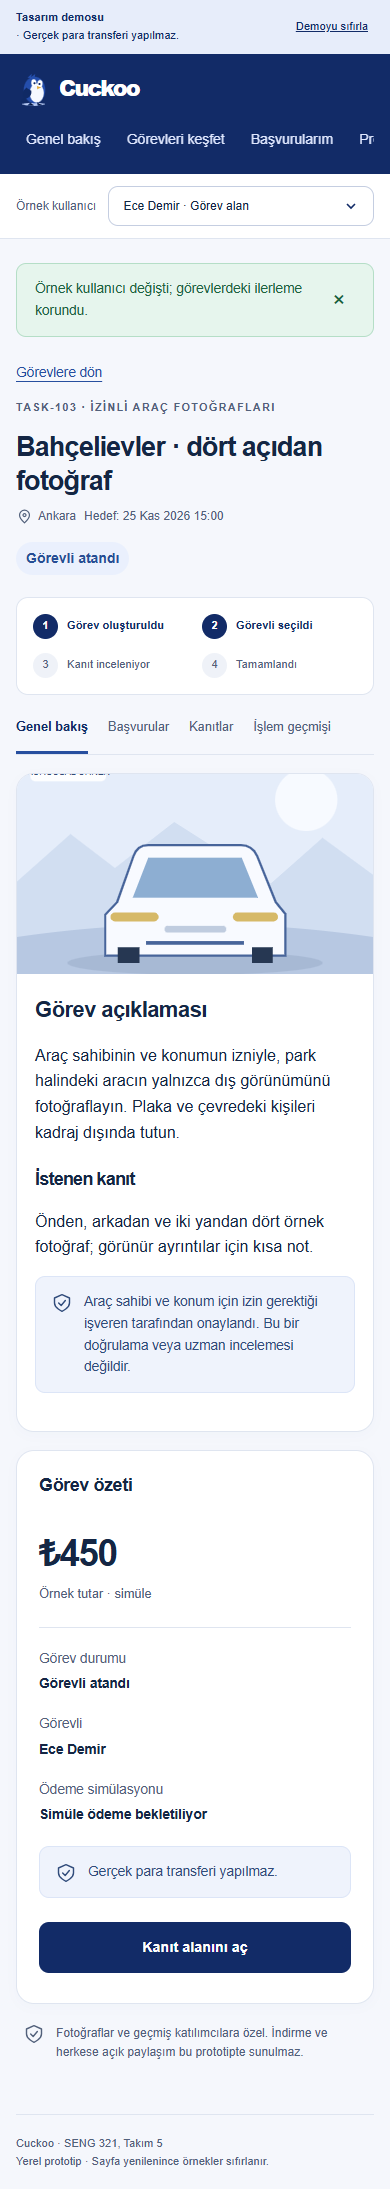 Tasarım demosu
· Gerçek para transferi yapılmaz.
Demoyu sıfırla
Cuckoo
Genel bakış
Görevleri keşfet
Başvurularım
Örnek kullanıcı
Ece Demir · Görev alan
Örnek kullanıcı değişti; görevlerdeki ilerleme
korundu.
Görevlere dön
TASK-103 · İZİNLİ ARAÇ FOTOĞRAFLARI
Bahçelievler · dört açıdan
fotoğraf
Ankara Hedef: 25 Kas 2026 15:00
Görevli atandı
1 Görev oluşturuldu
2 Görevli seçildi
3 Kanıt inceleniyor
4 Tamamlandı
Genel bakış
Başvurular
Kanıtlar
İşlem geçmişi
Görev açıklaması
Araç sahibinin ve konumun izniyle, park
halindeki aracın yalnızca dış görünümünü
fotoğraflayın. Plaka ve çevredeki kişileri
kadraj dışında tutun.
İstenen kanıt
Önden, arkadan ve iki yandan dört örnek
fotoğraf; görünür ayrıntılar için kısa not.
Araç sahibi ve konum için izin gerektiği
işveren tarafından onaylandı. Bu bir
doğrulama veya uzman incelemesi
değildir.
Görev özeti
₺450
Örnek tutar · simüle
Görev durumu
Görevli atandı
Görevli
Ece Demir
Ödeme simülasyonu
Simüle ödeme bekletiliyor
Gerçek para transferi yapılmaz.
Kanıt alanını aç
Fotoğraflar ve geçmiş katılımcılara özel. İndirme ve
herkese açık paylaşım bu prototipte sunulmaz.
Cuckoo · SENG 321, Takım 5
Yerel prototip · Sayfa yenilenince örnekler sıfırlanır.